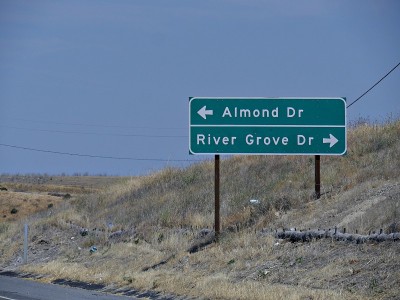 ← Almond Dr
River Grove Dr →